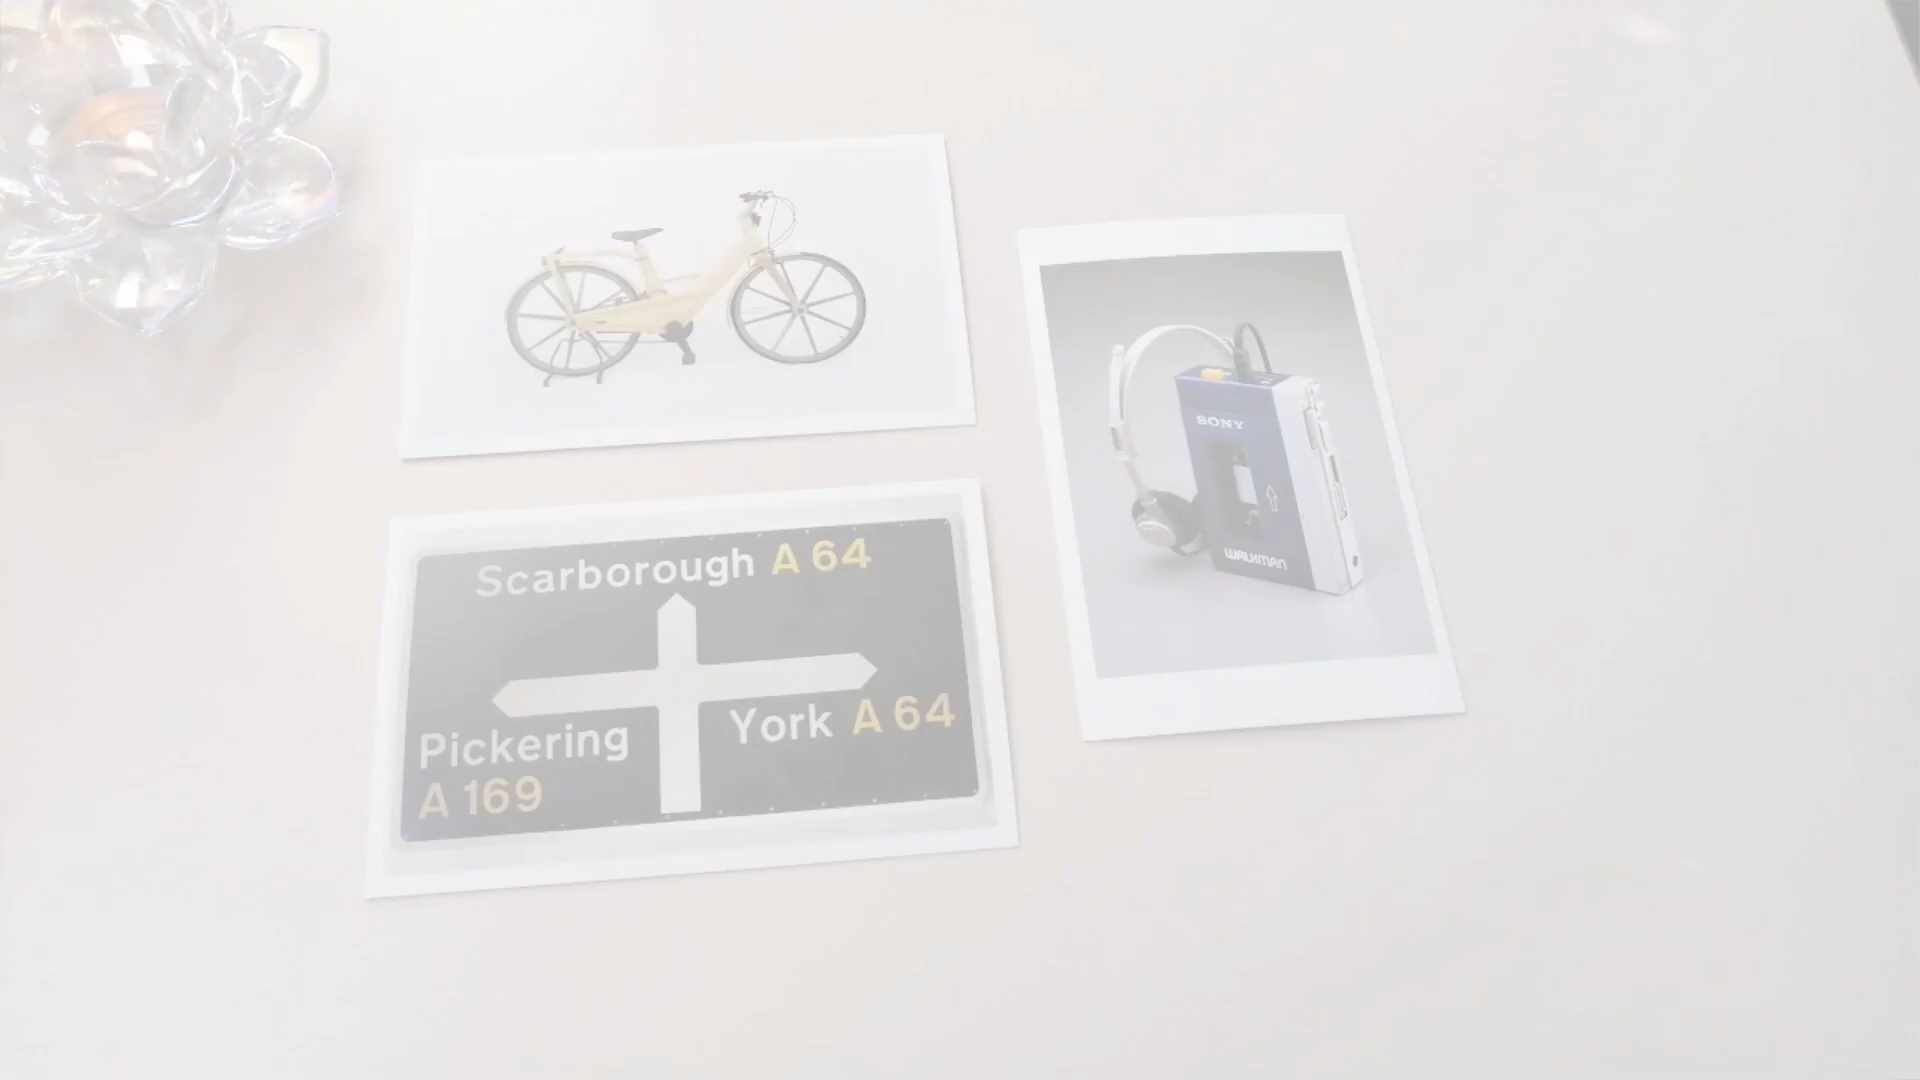 Scarborough A 64
York A 64
Pickering
A 169
SONY
WALKMAN